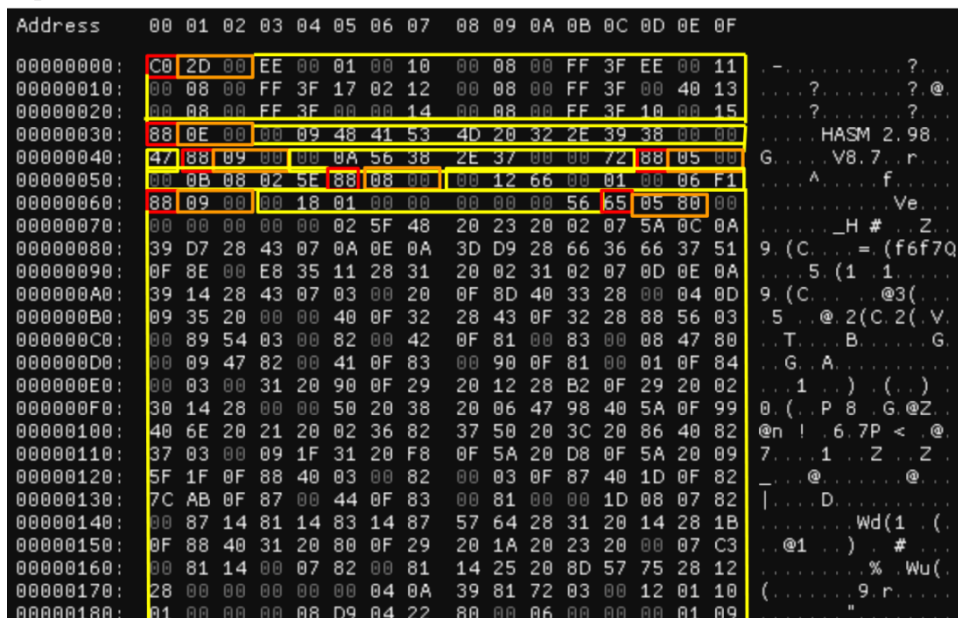 Address 00 01 02 03 04 05 06 07 08 09 0A 0B 0C 0D 0E 0F
00000000: C0 2D 00 EE 00 01 00 10 00 08 00 FF 3F EE 00 11 .-..........?...
00000010: 00 08 00 FF 3F 17 02 12 00 08 00 FF 3F 00 40 13 ....?.......?.@.
00000020: 00 08 00 FF 3F 00 00 14 00 08 00 FF 3F 10 00 15 ....?.......?...
00000030: 88 0E 00 00 00 09 48 41 53 4D 20 32 2E 39 38 00 00 .....HASM 2.98..
00000040: 47 88 09 00 00 0A 56 38 2E 37 00 00 72 88 05 00 G.....V8.7..r...
00000050: 00 0B 08 02 5E 88 08 00 00 12 66 00 01 00 06 F1 ....^.....f.....
00000060: 88 09 00 00 18 01 00 00 00 00 00 56 65 05 80 00 ...........Ve...
00000070: 00 00 00 00 00 02 5F 48 20 23 20 02 07 5A 0C 0A ......_H # ..Z..
00000080: 39 D7 28 43 07 0A 0E 0A 3D D9 28 66 36 66 37 51 9.(C....=.(f6f7Q
00000090: 0F 8E 00 E8 35 11 28 31 20 02 31 02 07 0D 0E 0A ....5.(1 .1.....
000000A0: 39 14 28 43 07 03 00 20 0F 8D 40 33 28 00 04 0D 9.(C... ..@3(...
000000B0: 09 35 20 00 00 40 0F 32 28 43 0F 32 28 88 56 03 .5 ..@.2(C.2(.V.
000000C0: 00 89 54 03 00 82 00 42 0F 81 00 83 00 08 47 80 ..T....B......G.
000000D0: 00 09 47 82 00 41 0F 83 00 90 0F 81 00 01 0F 84 ..G..A..........
000000E0: 00 03 00 31 20 90 0F 29 20 12 28 B2 0F 29 20 02 ...1 ..) .(..) .
000000F0: 30 14 28 00 00 50 20 38 20 06 47 98 40 5A 0F 99 0.(..P 8 .G.@Z..
00000100: 40 6E 20 21 20 02 36 82 37 50 20 3C 20 86 40 82 @n ! .6.7P < .@.
00000110: 37 03 00 09 1F 31 20 F8 0F 5A 20 D8 0F 5A 20 09 7....1 ..Z ..Z .
00000120: 5F 1F 0F 88 40 03 00 82 00 03 0F 87 40 1D 0F 82 _...@.......@...
00000130: 7C AB 0F 87 00 44 0F 83 00 81 00 00 1D 08 07 82 |....D..........
00000140: 00 87 14 81 14 83 14 87 57 64 28 31 20 14 28 1B ........Wd(1 .(.
00000150: 0F 88 40 31 20 80 0F 29 20 1A 20 23 20 00 07 C3 ..@1 ..) . # ...
00000160: 00 81 14 00 07 82 00 81 14 25 20 8D 57 75 28 12 .........% .Wu(.
00000170: 28 00 00 00 00 00 04 0A 39 81 72 03 00 12 01 10 (.......9.r.....
00000180: 01 00 00 00 08 D9 04 22 80 00 06 00 00 00 01 09 .......".